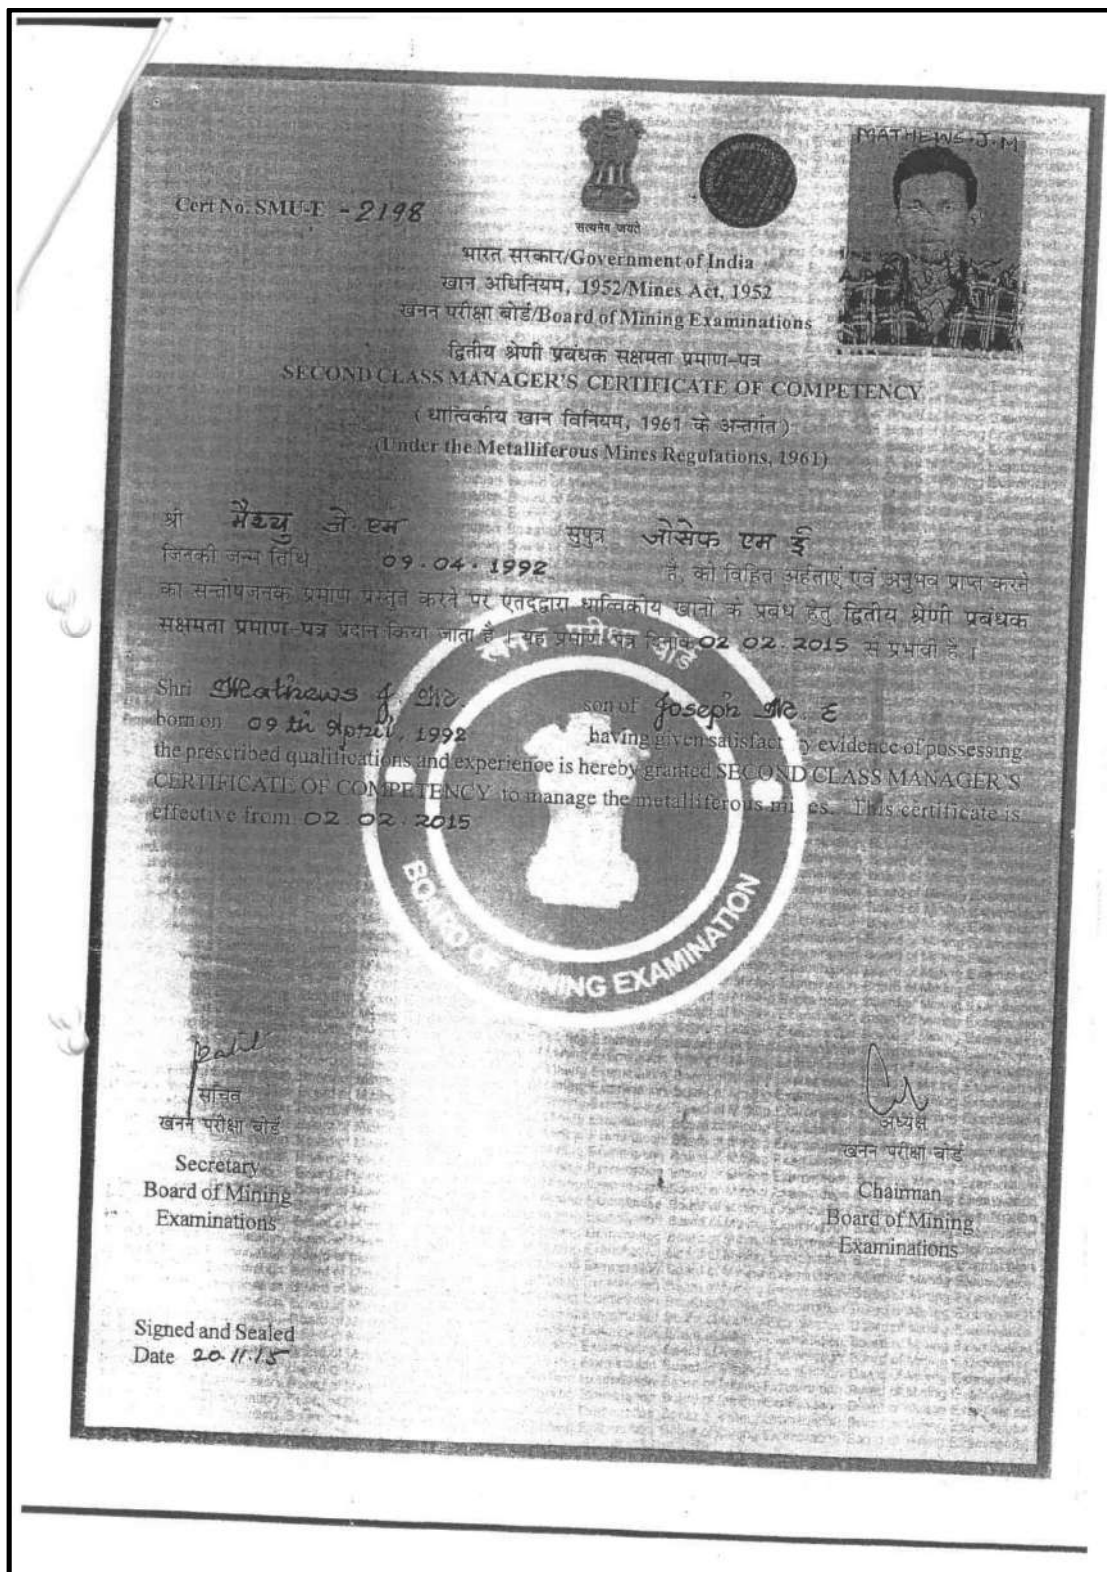 MATHEWS.J.M
Cert No. SMU-E - 2198
सत्यमेव जयते
भारत सरकार/Government of India
खान अधिनियम, 1952/Mines Act, 1952
खनन परीक्षा बोर्ड/Board of Mining Examinations
द्वितीय श्रेणी प्रबंधक सक्षमता प्रमाण-पत्र
SECOND CLASS MANAGER'S CERTIFICATE OF COMPETENCY
(धात्विकीय खान विनियम, 1961 के अन्तर्गत)
(Under the Metalliferous Mines Regulations, 1961)
श्री मैथ्यु जे. एम सुपुत्र जोसेफ एम ई
जिनकी जन्म तिथि 09.04.1992 है, को विहित अर्हताएं एवं अनुभव प्राप्त करने
का सन्तोषजनक प्रमाण प्रस्तुत करने पर एतद्द्वारा धात्विकीय खानों के प्रबंध हेतु द्वितीय श्रेणी प्रबंधक
सक्षमता प्रमाण-पत्र प्रदान किया जाता है । यह प्रमाण पत्र दिनांक 02.02.2015 से प्रभावी है ।
खनन परीक्षा बोर्ड
Shri Mathews J. M. son of Joseph M. E
born on 09th April, 1992 having given satisfactory evidence of possessing
the prescribed qualifications and experience is hereby granted SECOND CLASS MANAGER'S
CERTIFICATE OF COMPETENCY to manage the metalliferous mines. This certificate is
effective from 02.02.2015
BOARD OF MINING EXAMINATION
सचिव
खनन परीक्षा बोर्ड
Secretary
Board of Mining
Examinations
अध्यक्ष
खनन परीक्षा बोर्ड
Chairman
Board of Mining
Examinations
Signed and Sealed
Date 20.11.15